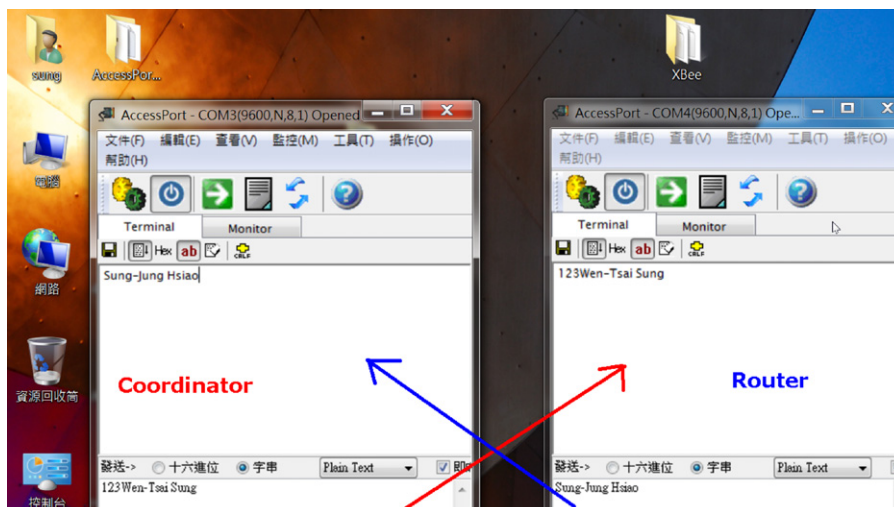 sung
AccessPor...
XBee
電腦
網路
資源回收筒
控制台
AccessPort - COM3(9600,N,8,1) Opened
文件(F) 編輯(E) 查看(V) 監控(M) 工具(T) 操作(O)
幫助(H)
Terminal
Monitor
Hex
ab
CRLF
Sung-Jung Hsiao
Coordinator
發送-> 十六進位 字串 Plain Text
123Wen-Tsai Sung
AccessPort - COM4(9600,N,8,1) Ope...
文件(F) 編輯(E) 查看(V) 監控(M) 工具(T) 操作(O)
幫助(H)
Terminal
Monitor
Hex
ab
CRLF
123Wen-Tsai Sung
Router
發送-> 十六進位 字串 Plain Text
Sung-Jung Hsiao